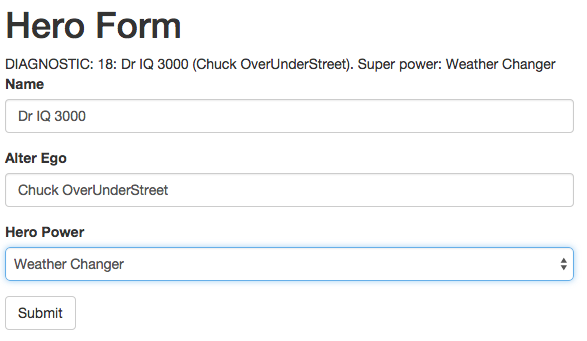 Hero Form
DIAGNOSTIC: 18: Dr IQ 3000 (Chuck OverUnderStreet). Super power: Weather Changer
Name
Dr IQ 3000
Alter Ego
Chuck OverUnderStreet
Hero Power
Weather Changer
Submit